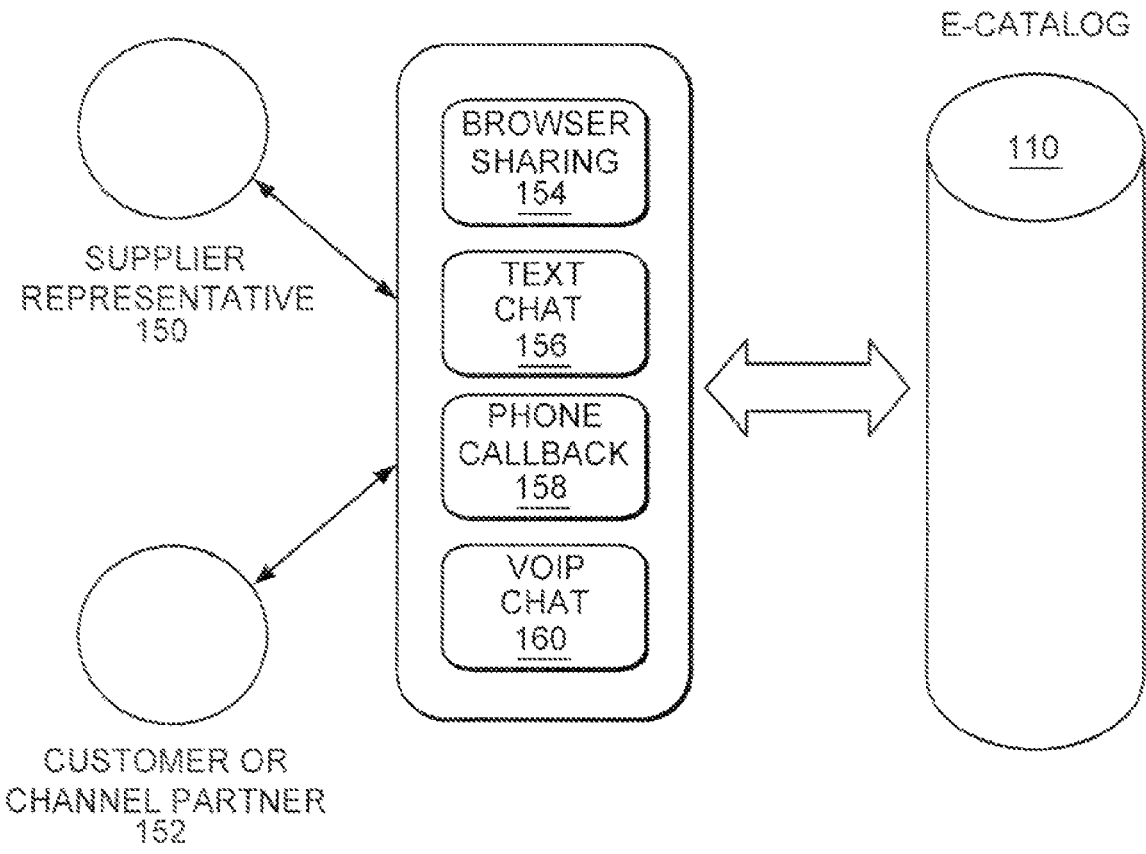 E-CATALOG
110
BROWSER
SHARING
154
TEXT
CHAT
156
PHONE
CALLBACK
158
VOIP
CHAT
160
SUPPLIER
REPRESENTATIVE
150
CUSTOMER OR
CHANNEL PARTNER
152